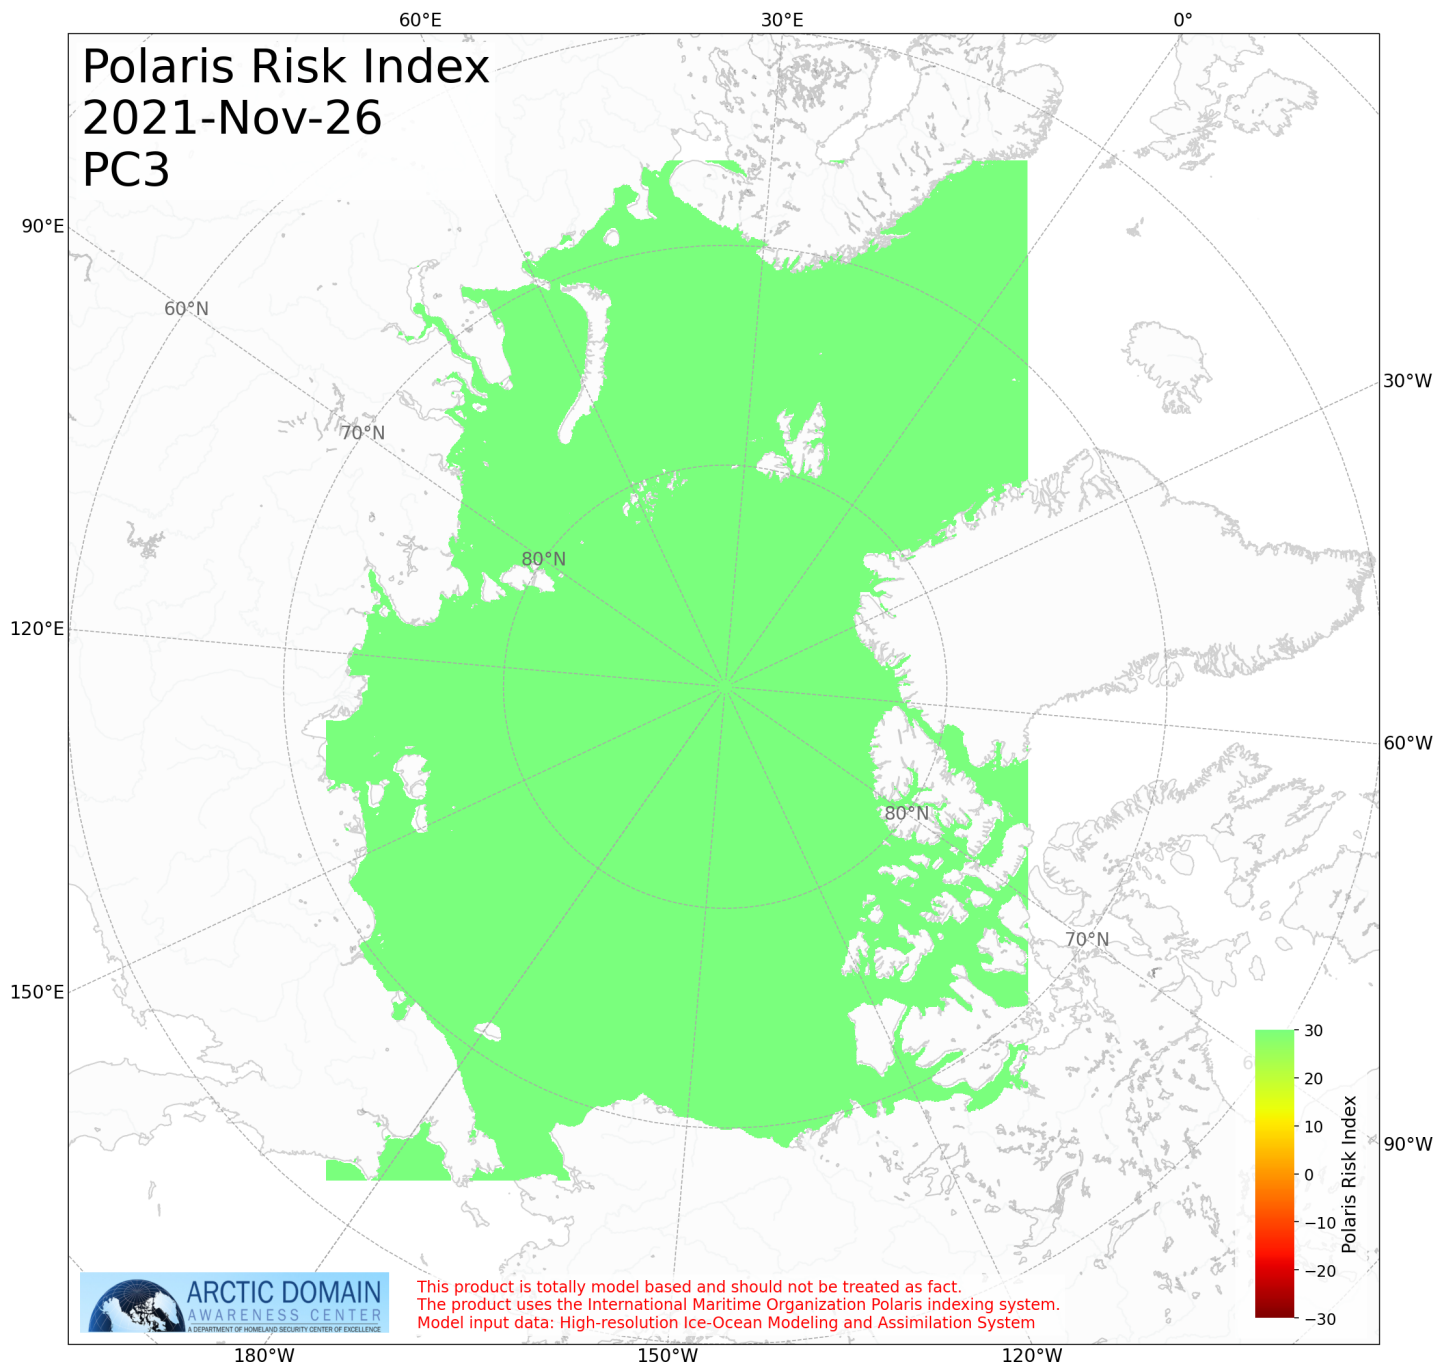 60°E
30°E
0°
Polaris Risk Index
2021-Nov-26
PC3
90°E
60°N
30°W
70°N
80°N
120°E
60°W
80°N
70°N
150°E
30
20
10
0
−10
−20
−30
Polaris Risk Index
90°W
ARCTIC DOMAIN
AWARENESS CENTER
A DEPARTMENT OF HOMELAND SECURITY CENTER OF EXCELLENCE
This product is totally model based and should not be treated as fact.
The product uses the International Maritime Organization Polaris indexing system.
Model input data: High-resolution Ice-Ocean Modeling and Assimilation System
180°W
150°W
120°W